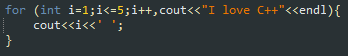 for (int i=1;i<=5;i++,cout<<"I love C++"<<endl){
    cout<<i<<' ';
}